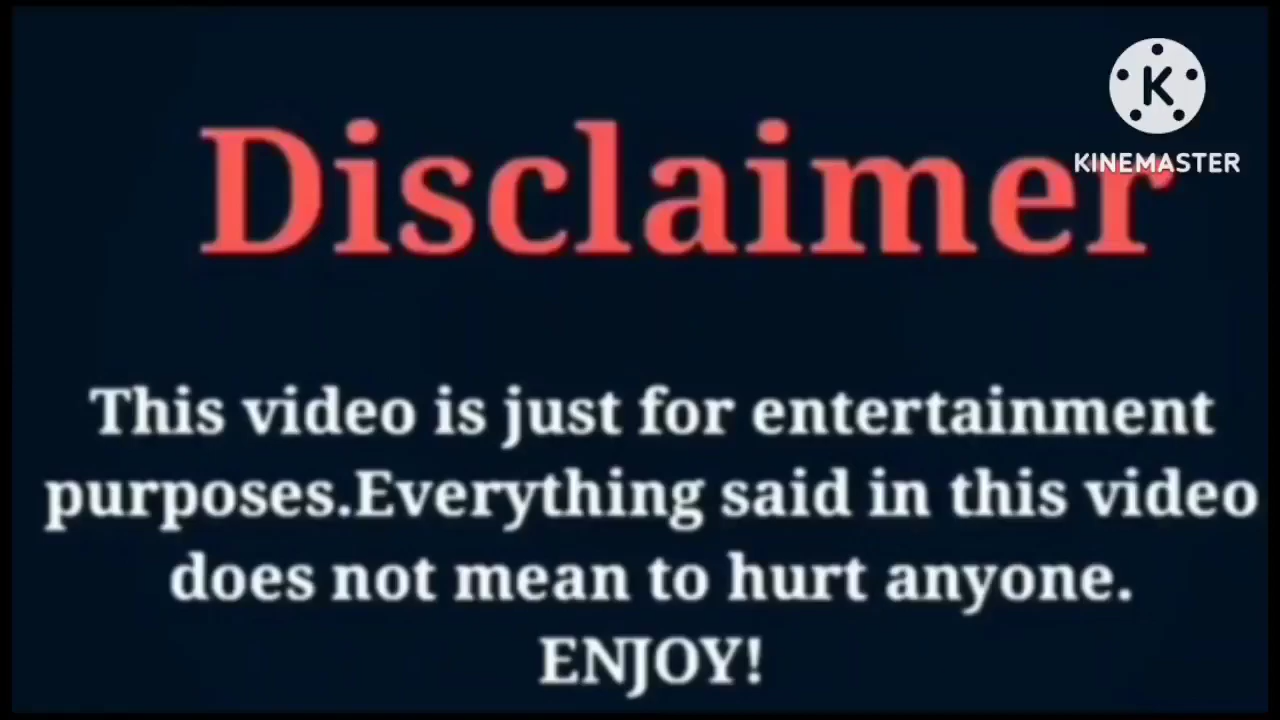 K
KINEMASTER
Disclaimer
This video is just for entertainment
purposes.Everything said in this video
does not mean to hurt anyone.
ENJOY!